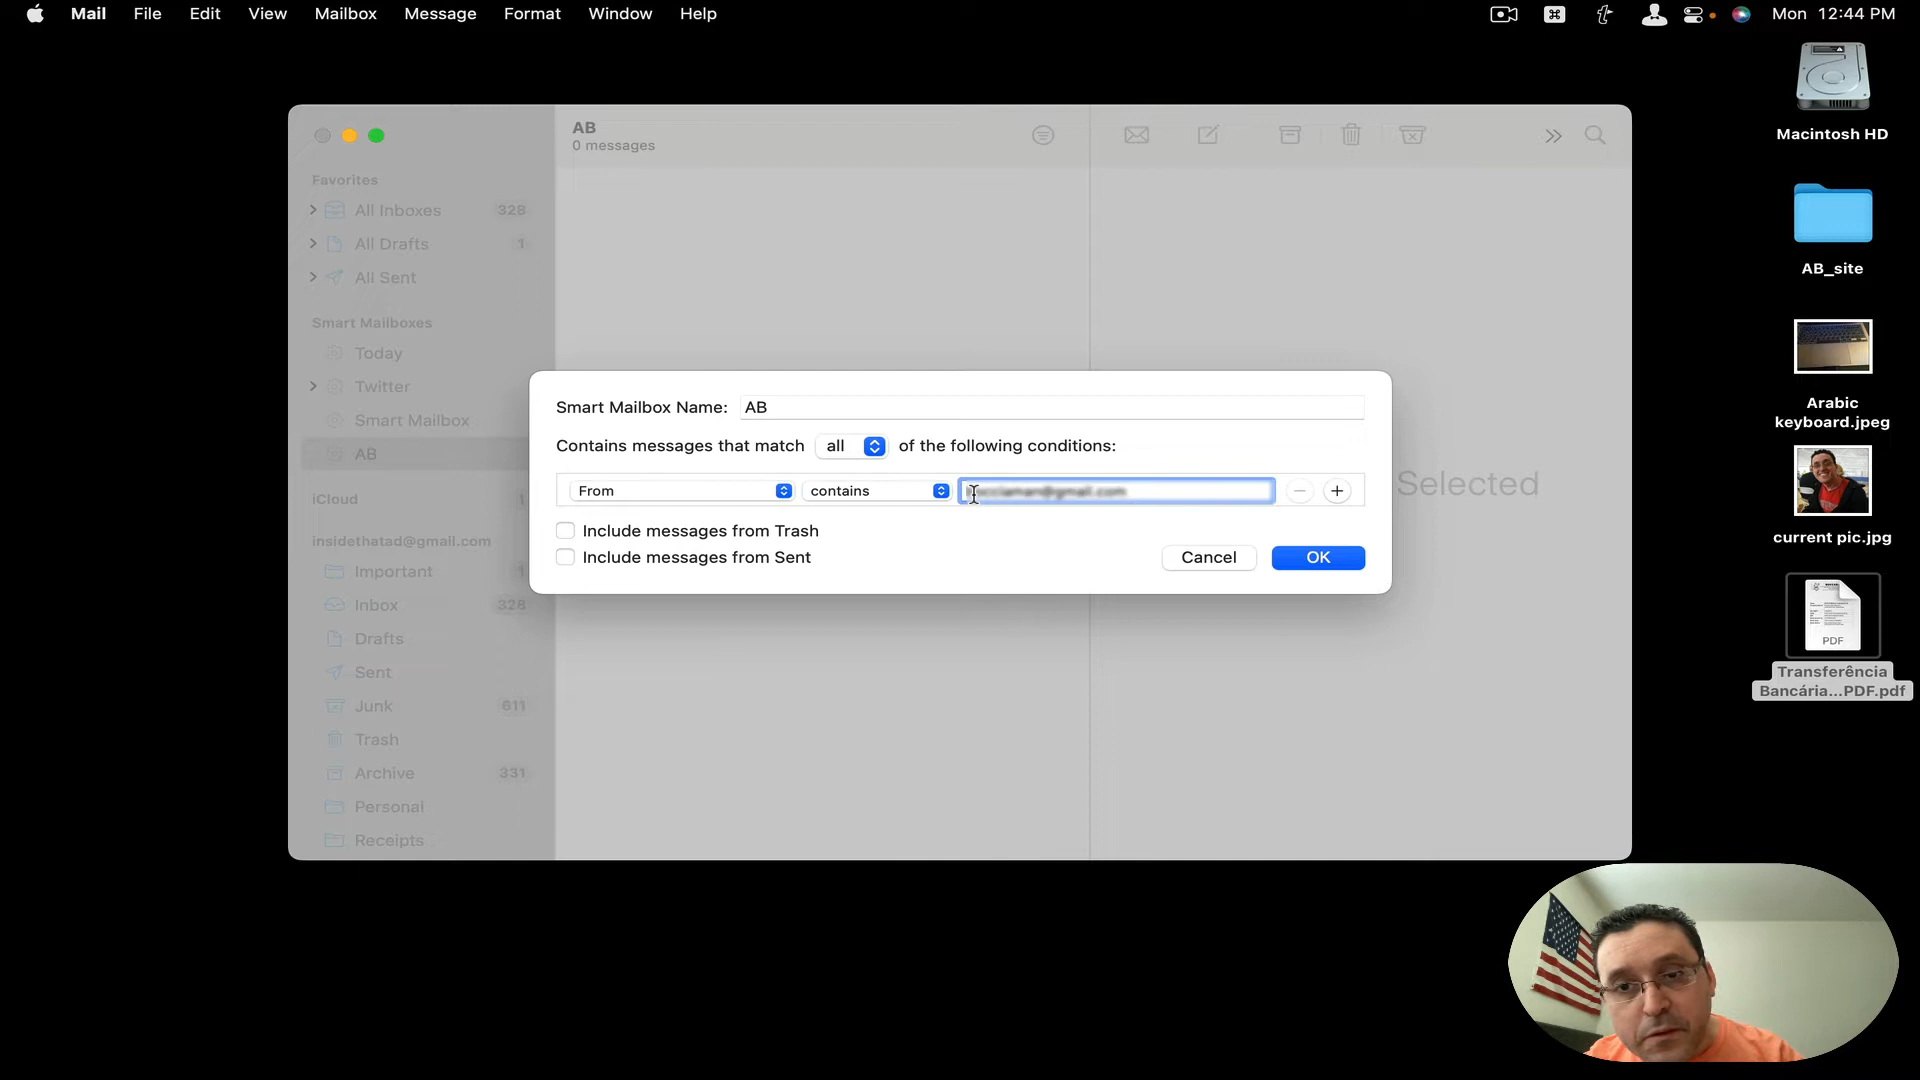 Mail File Edit View Mailbox Message Format Window Help
Mon 12:44 PM
Macintosh HD
AB_site
Arabic
keyboard.jpeg
current pic.jpg
PDF
Transferência
Bancária...PDF.pdf
AB
0 messages
Favorites
All Inboxes 328
All Drafts 1
All Sent
Smart Mailboxes
Today
Twitter
Smart Mailbox
AB
iCloud 1
insidethatad@gmail.com
Important 1
Inbox 328
Drafts
Sent
Junk 611
Trash
Archive 331
Personal
Receipts
Selected
Smart Mailbox Name: AB
Contains messages that match all of the following conditions:
From contains
Include messages from Trash
Include messages from Sent
Cancel OK